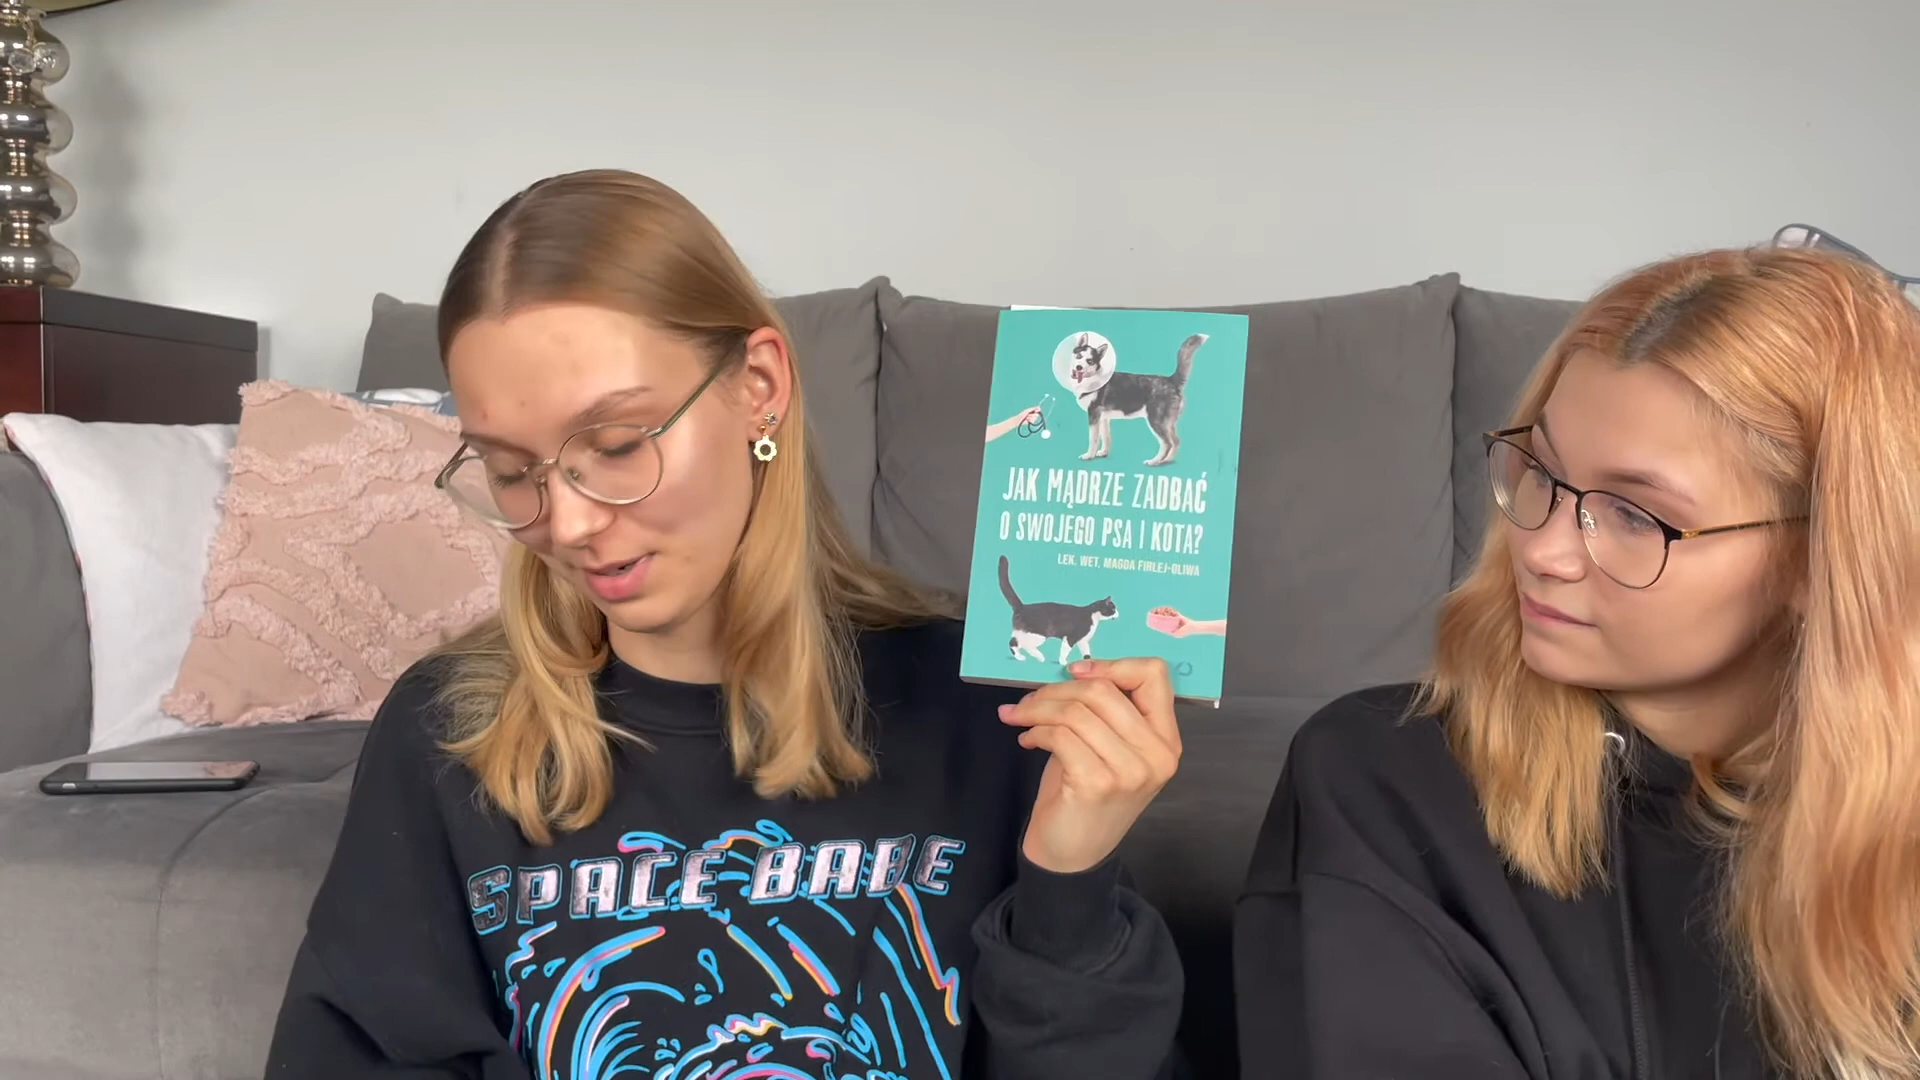 JAK MĄDRZE ZADBAĆ
O SWOJEGO PSA I KOTA?
LEK. WET. MAGDA FIRLEJ-OLIWA
SPACE BABE